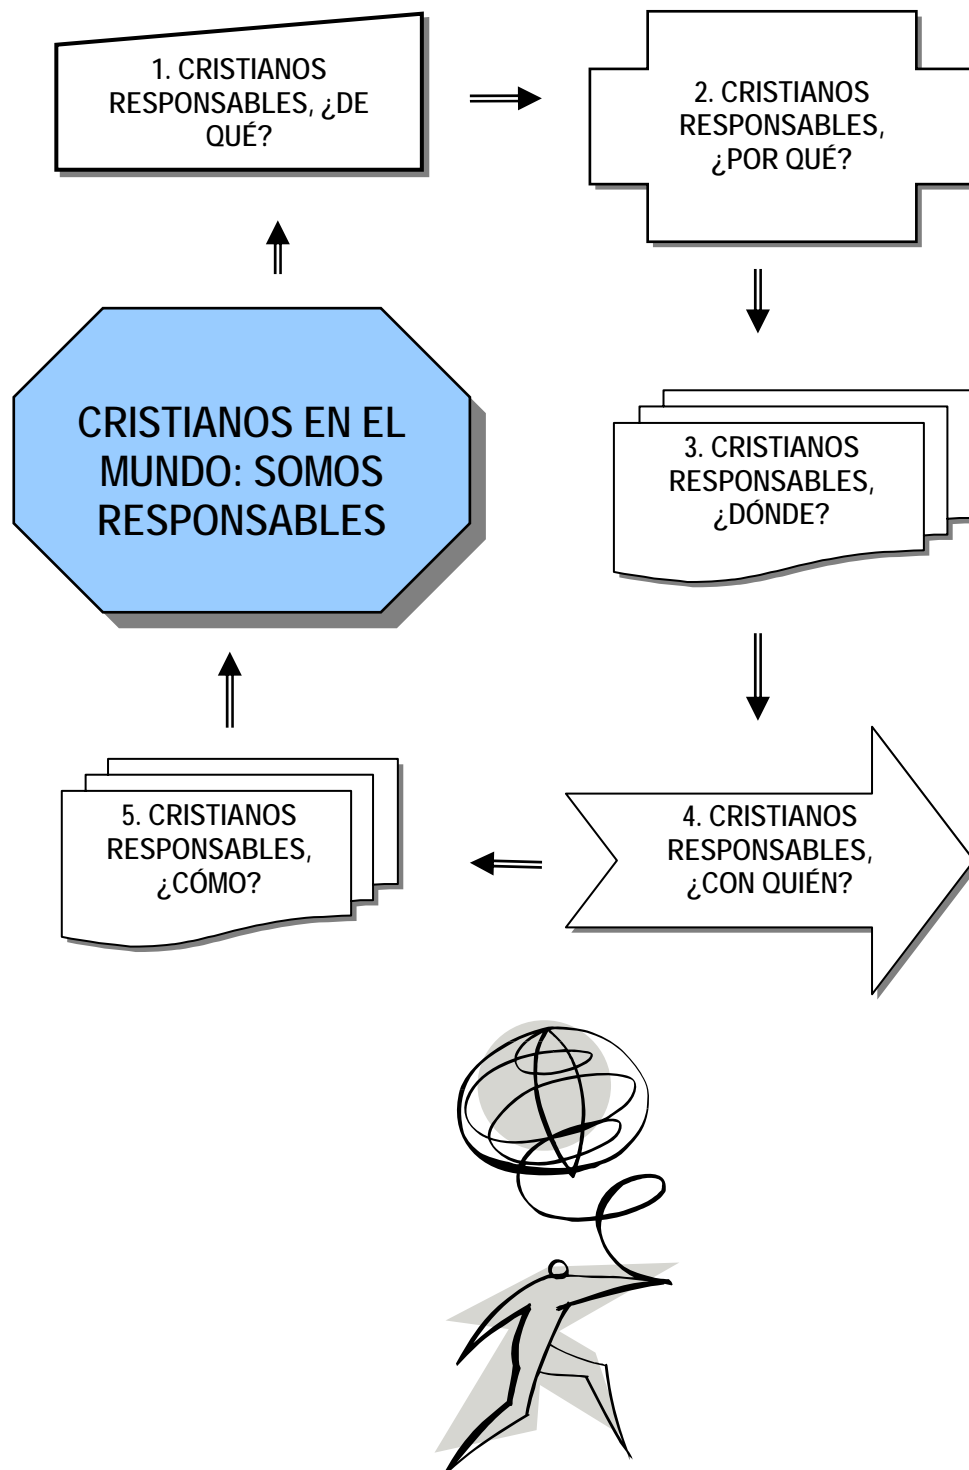 1. CRISTIANOS
RESPONSABLES, ¿DE
QUÉ?
2. CRISTIANOS
RESPONSABLES,
¿POR QUÉ?
CRISTIANOS EN EL
MUNDO: SOMOS
RESPONSABLES
3. CRISTIANOS
RESPONSABLES,
¿DÓNDE?
4. CRISTIANOS
RESPONSABLES,
¿CON QUIÉN?
5. CRISTIANOS
RESPONSABLES,
¿CÓMO?